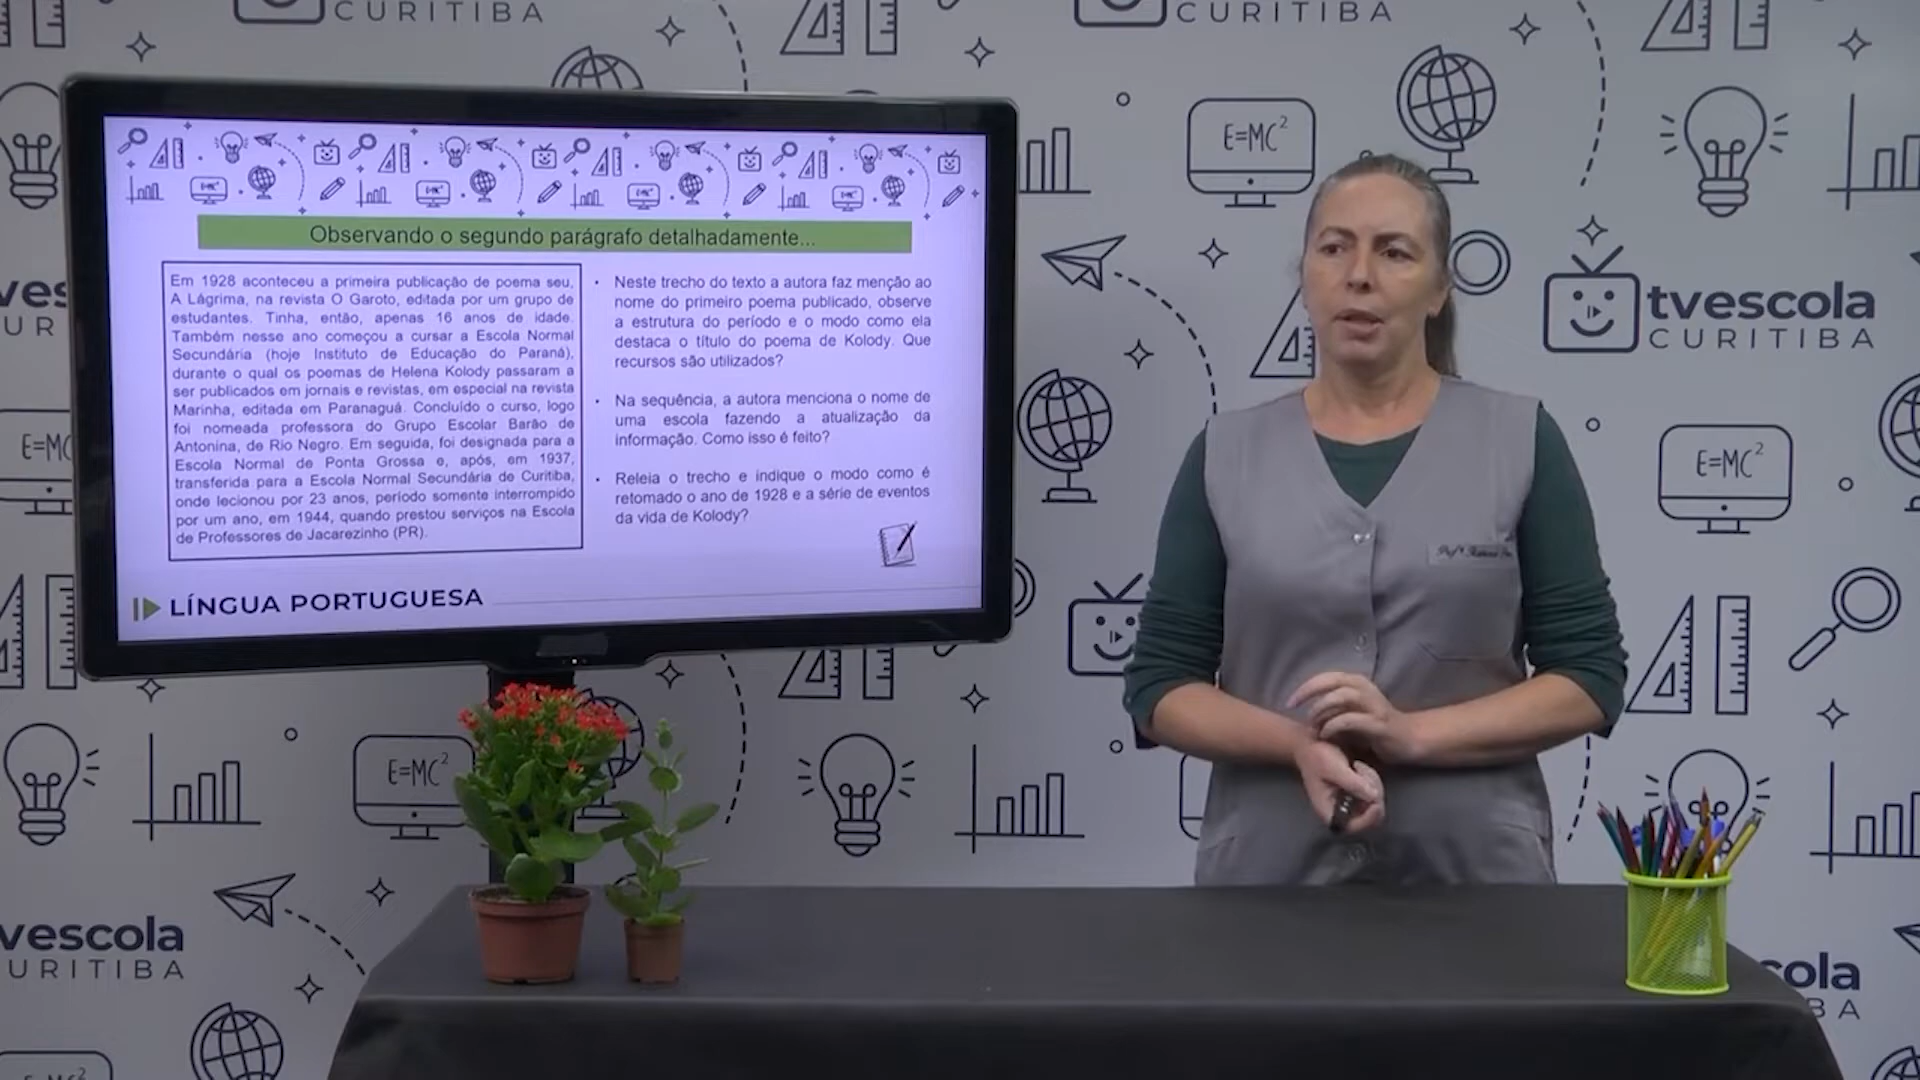 CURITIBA
CURITIBA
E=MC²
tvescola
CURITIBA
Observando o segundo parágrafo detalhadamente...
Em 1928 aconteceu a primeira publicação de poema seu,
A Lágrima, na revista O Garoto, editada por um grupo de
estudantes. Tinha, então, apenas 16 anos de idade.
Também nesse ano começou a cursar a Escola Normal
Secundária (hoje Instituto de Educação do Paraná),
durante o qual os poemas de Helena Kolody passaram a
ser publicados em jornais e revistas, em especial na revista
Marinha, editada em Paranaguá. Concluído o curso, logo
foi nomeada professora do Grupo Escolar Barão de
Antonina, de Rio Negro. Em seguida, foi designada para a
Escola Normal de Ponta Grossa e, após, em 1937,
transferida para a Escola Normal Secundária de Curitiba,
onde lecionou por 23 anos, período somente interrompido
por um ano, em 1944, quando prestou serviços na Escola
de Professores de Jacarezinho (PR).
• Neste trecho do texto a autora faz menção ao
nome do primeiro poema publicado, observe
a estrutura do período e o modo como ela
destaca o título do poema de Kolody. Que
recursos são utilizados?
• Na sequência, a autora menciona o nome de
uma escola fazendo a atualização da
informação. Como isso é feito?
• Releia o trecho e indique o modo como é
retomado o ano de 1928 e a série de eventos
da vida de Kolody?
LÍNGUA PORTUGUESA
ves
UR
E=MC
E=MC²
E=MC²
vescola
URITIBA
cola
BA